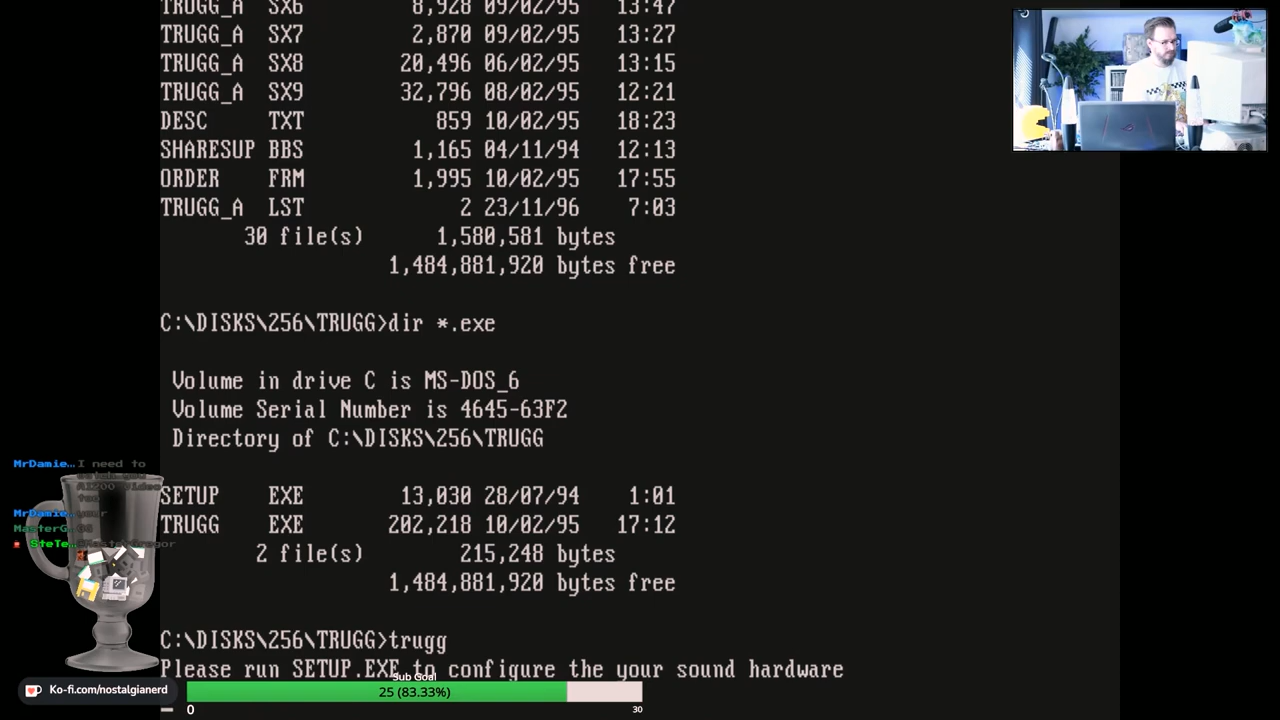 TRUGG_A SX6 8,928 09/02/95 13:47
TRUGG_A SX7 2,870 09/02/95 13:27
TRUGG_A SX8 20,496 06/02/95 13:15
TRUGG_A SX9 32,796 08/02/95 12:21
DESC TXT 859 10/02/95 18:23
SHARESUP BBS 1,165 04/11/94 12:13
ORDER FRM 1,995 10/02/95 17:55
TRUGG_A LST 2 23/11/96 7:03
30 file(s) 1,580,581 bytes
1,484,881,920 bytes free
C:\DISKS\256\TRUGG>dir *.exe
Volume in drive C is MS-DOS_6
Volume Serial Number is 4645-63F2
Directory of C:\DISKS\256\TRUGG
SETUP EXE 13,030 28/07/94 1:01
TRUGG EXE 202,218 10/02/95 17:12
2 file(s) 215,248 bytes
1,484,881,920 bytes free
C:\DISKS\256\TRUGG>trugg
Please run SETUP.EXE to configure the your sound hardware
MrDamie… I need to
video
MrDamie… your
MasterG…
SteTe…
Ko-fi.com/nostalgianerd
Sub Goal
25 (83.33%)
0
30